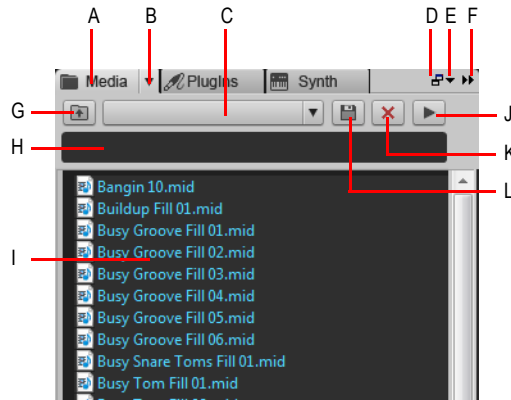 A B C D E F
Media PlugIns Synth
G
J
H
K
L
Bangin 10.mid
Buildup Fill 01.mid
Busy Groove Fill 01.mid
Busy Groove Fill 02.mid
I
Busy Groove Fill 03.mid
Busy Groove Fill 04.mid
Busy Groove Fill 05.mid
Busy Groove Fill 06.mid
Busy Snare Toms Fill 01.mid
Busy Tom Fill 01.mid